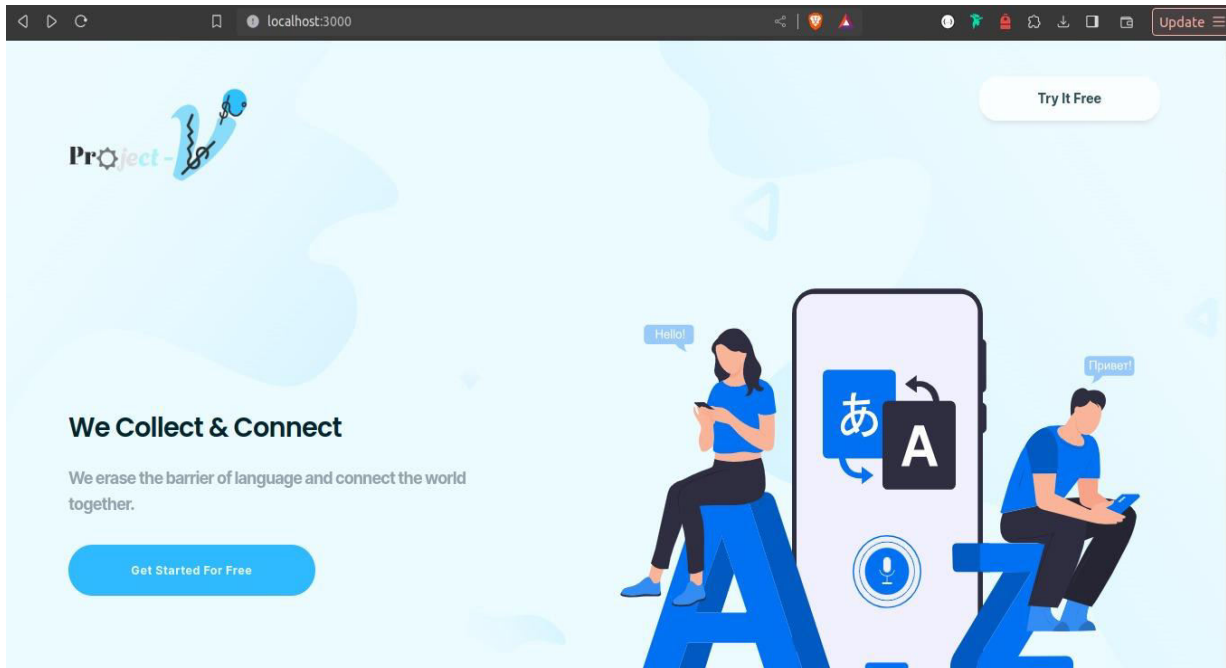 localhost:3000
Update
Project-V
Try It Free
Hello!
Привет!
あ
A
We Collect & Connect
We erase the barrier of language and connect the world
together.
Get Started For Free
A
Z